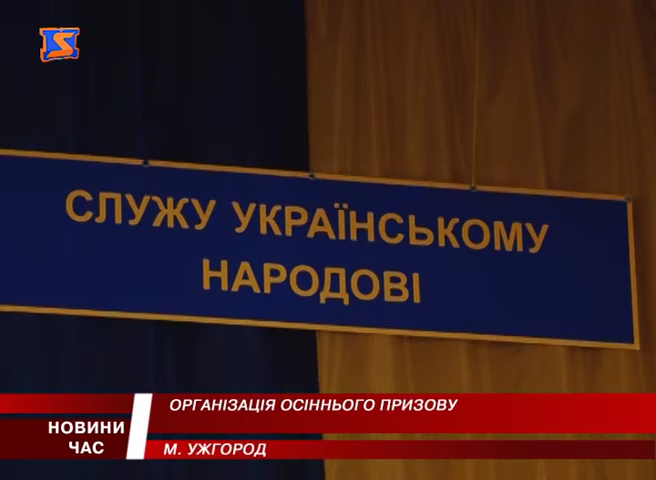 СЛУЖУ УКРАЇНСЬКОМУ
НАРОДОВІ
ОРГАНІЗАЦІЯ ОСІННЬОГО ПРИЗОВУ
НОВИНИ
ЧАС
М. УЖГОРОД